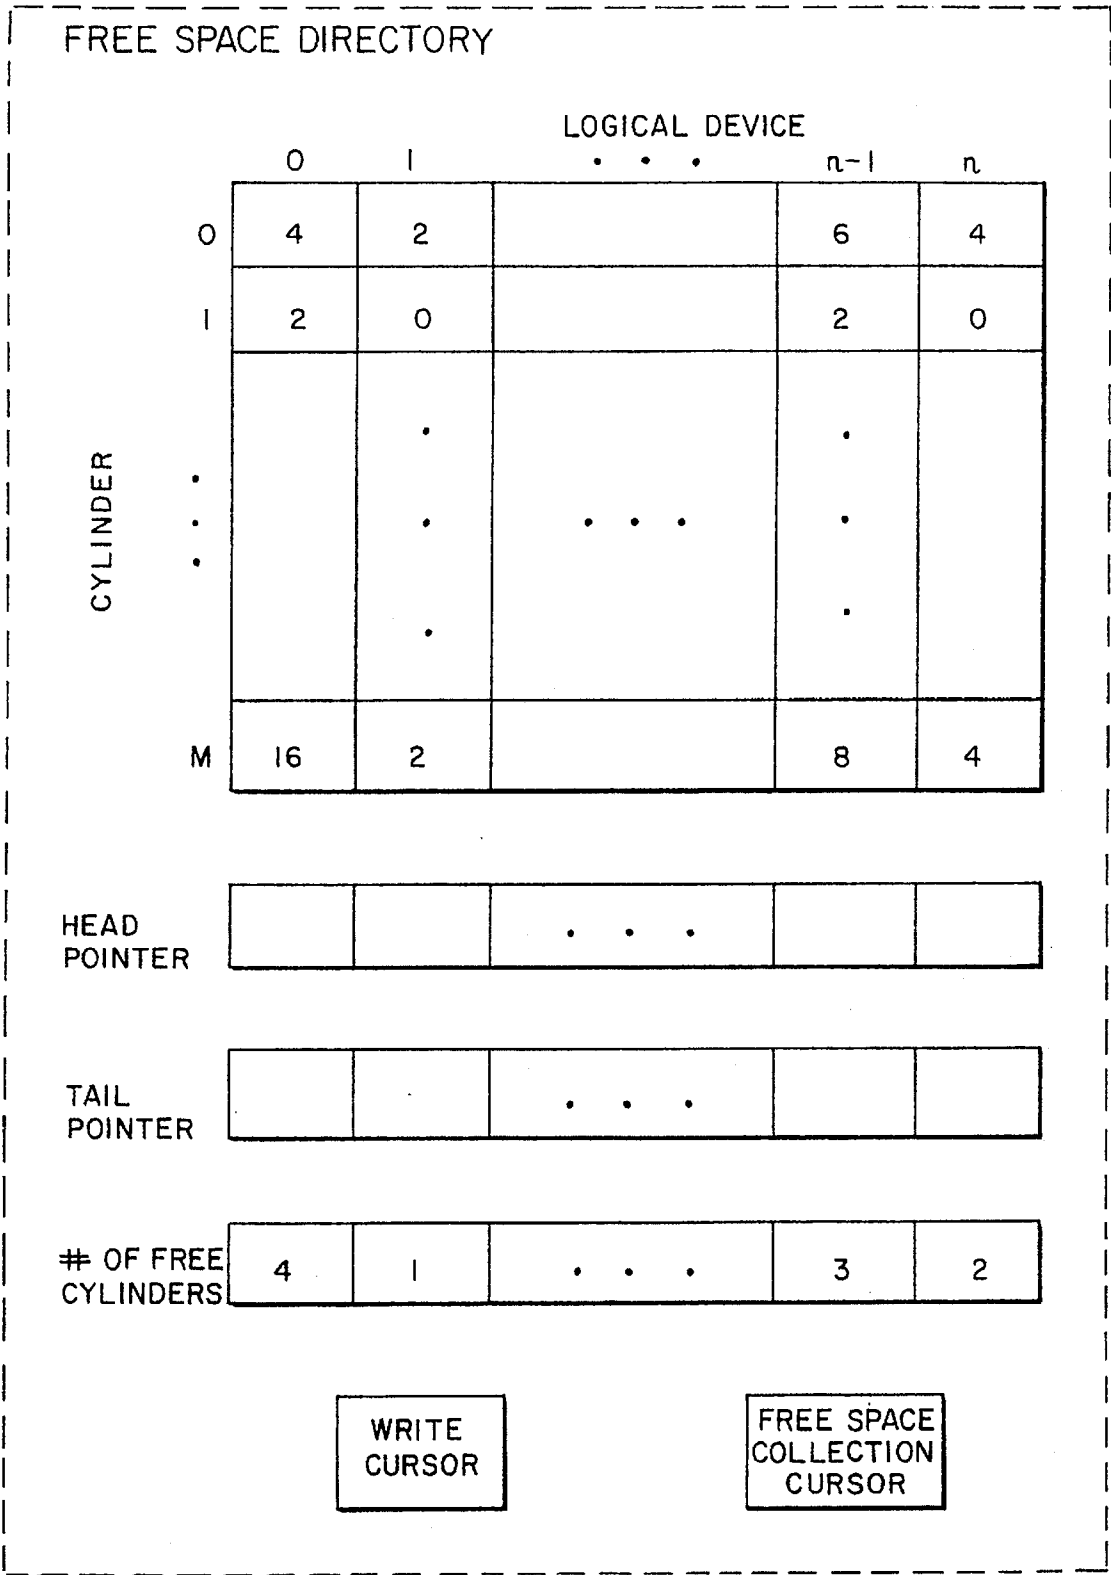 FREE SPACE DIRECTORY
LOGICAL DEVICE
0 1 • • • n-1 n
0 4 2 6 4
1 2 0 2 0
CYLINDER
M 16 2 8 4
HEAD
POINTER
TAIL
POINTER
# OF FREE
CYLINDERS
4 1 • • • 3 2
WRITE
CURSOR
FREE SPACE
COLLECTION
CURSOR